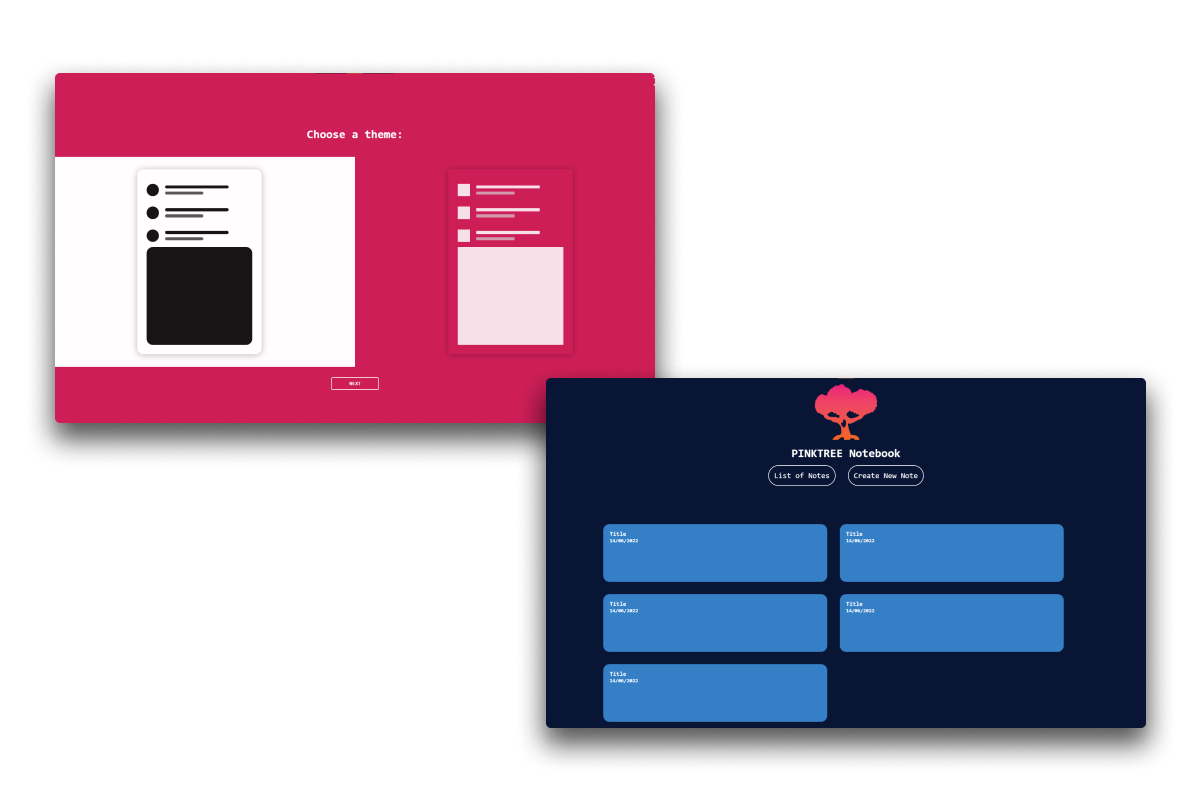 Choose a theme:
NEXT
PINKTREE Notebook
List of Notes
Create New Note
Title
14/06/2022
Title
14/06/2022
Title
14/06/2022
Title
14/06/2022
Title
14/06/2022